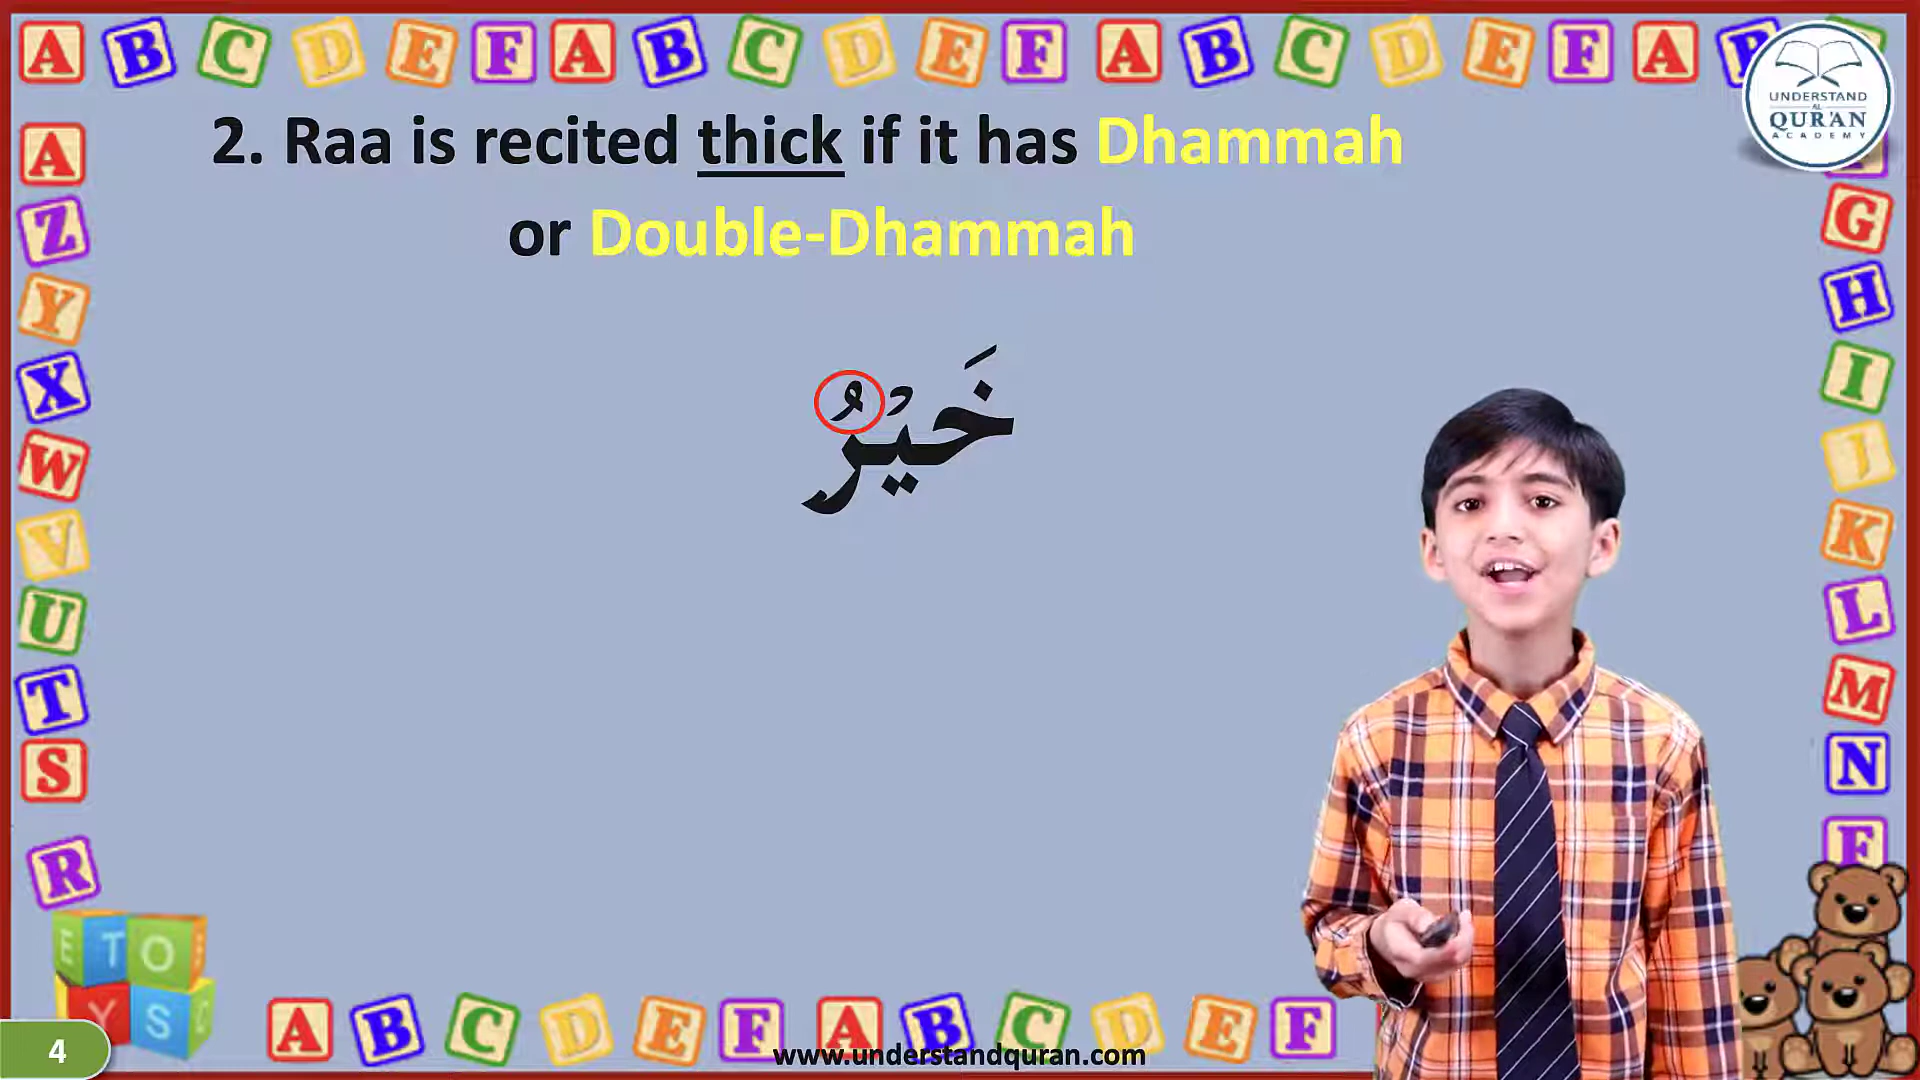 A B C D E F A B C D E F A B C D E F A B
UNDERSTAND
AL
QUR'AN
ACADEMY
2. Raa is recited thick if it has Dhammah
or Double-Dhammah
خَيْرُ
A
Z
Y
X
W
V
U
T
S
R
G
H
I
J
K
L
M
N
F
E T O
Y S
A B C D E F A B C D E F
4
www.understandquran.com